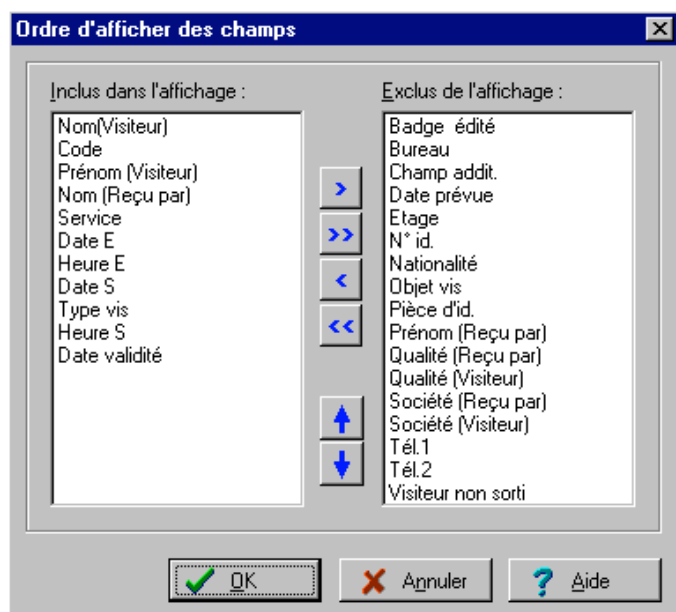 Ordre d'afficher des champs
Inclus dans l'affichage :
Nom(Visiteur)
Code
Prénom (Visiteur)
Nom (Reçu par)
Service
Date E
Heure E
Date S
Type vis
Heure S
Date validité
>
>>
<
<<
Exclus de l'affichage :
Badge édité
Bureau
Champ addit.
Date prévue
Etage
N° id.
Nationalité
Objet vis
Pièce d'id.
Prénom (Reçu par)
Qualité (Reçu par)
Qualité (Visiteur)
Société (Reçu par)
Société (Visiteur)
Tél.1
Tél.2
Visiteur non sorti
OK
Annuler
? Aide